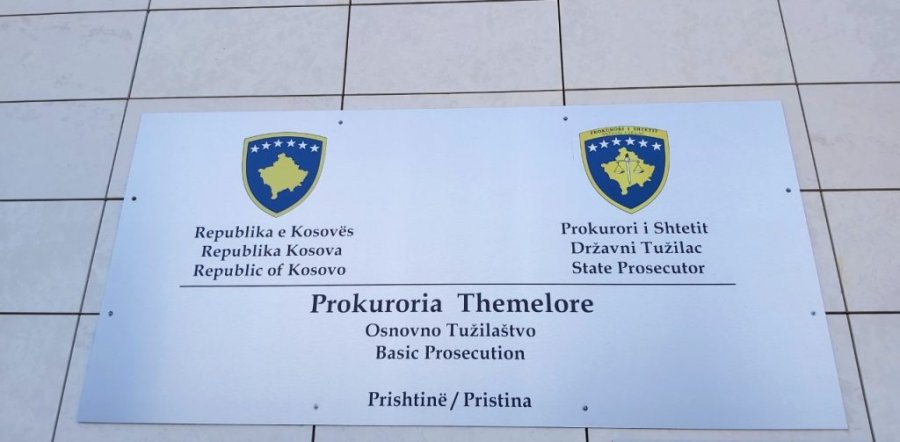 Republika e Kosovës
Republika Kosova
Republic of Kosovo
PROKURORI I SHTETIT
Prokurori i Shtetit
Državni Tužilac
State Prosecutor
Prokuroria Themelore
Osnovno Tužilaštvo
Basic Prosecution
Prishtinë / Pristina